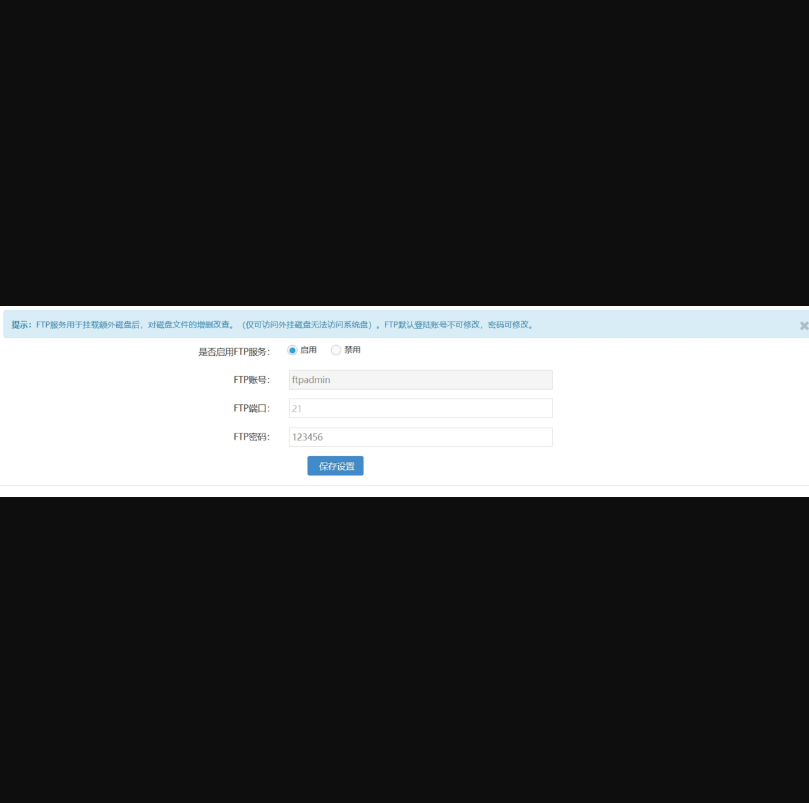 提示：FTP服务用于挂载额外磁盘后，对磁盘文件的增删改查。（仅可访问外挂磁盘无法访问系统盘）。FTP默认登陆账号不可修改，密码可修改。
是否启用FTP服务： 启用 禁用
FTP账号： ftpadmin
FTP端口： 21
FTP密码： 123456
保存设置